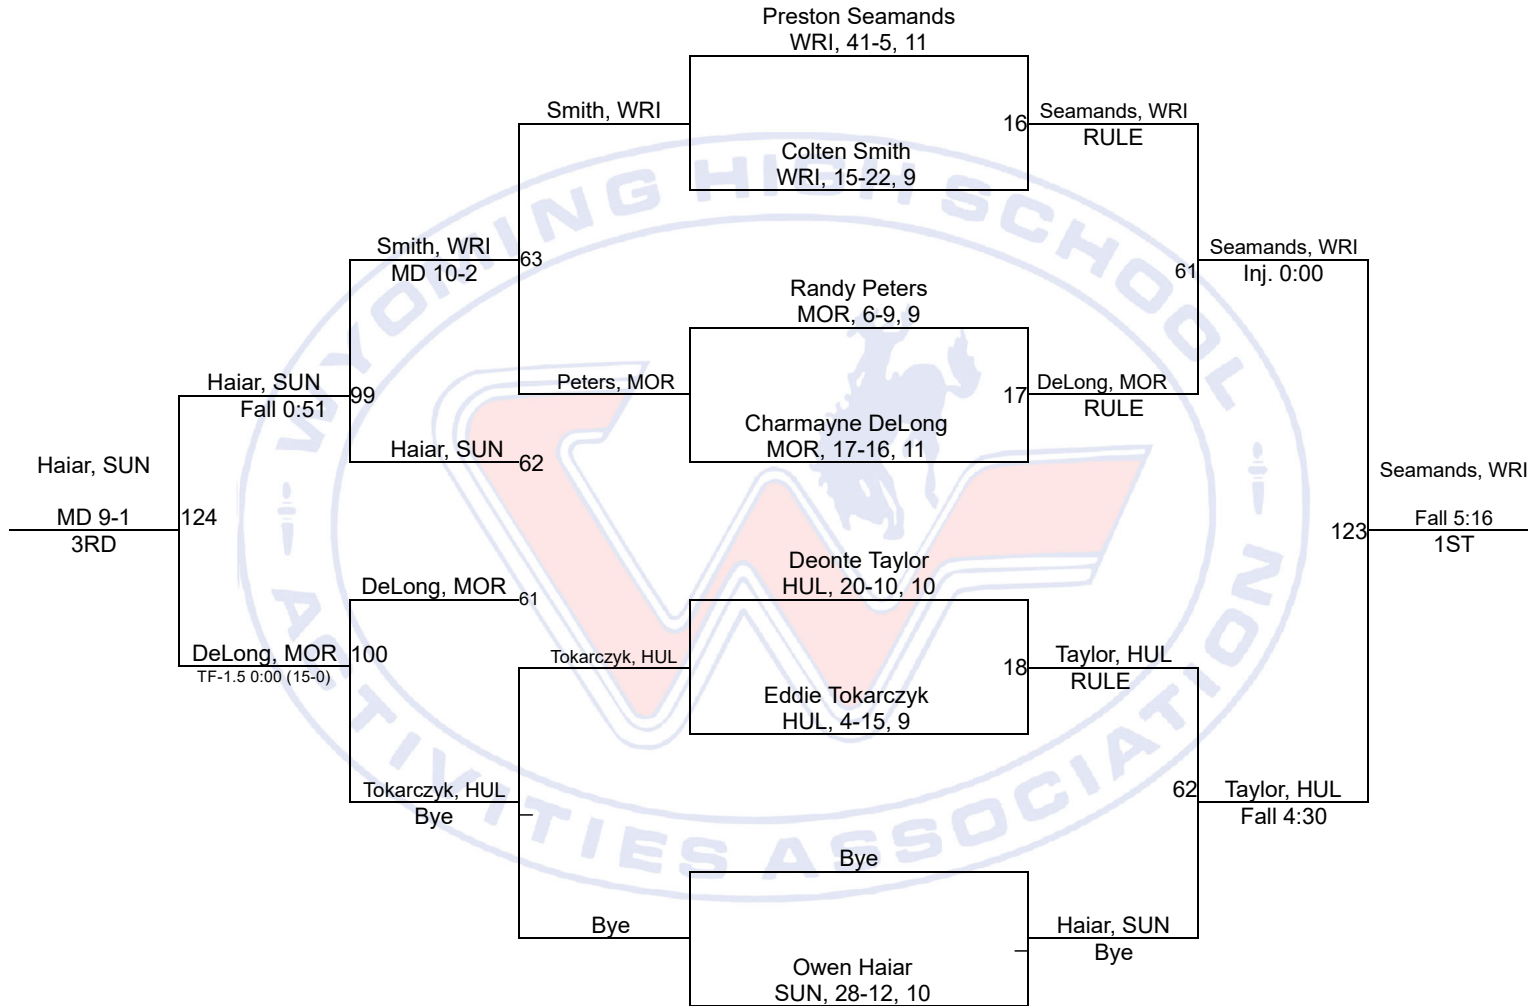 Preston Seamands
WRI, 41-5, 11
Smith, WRI
16
Seamands, WRI
RULE
Colten Smith
WRI, 15-22, 9
Smith, WRI
MD 10-2
63
61
Seamands, WRI
Inj. 0:00
Randy Peters
MOR, 6-9, 9
Haiar, SUN
Fall 0:51
99
Peters, MOR
17
DeLong, MOR
RULE
Charmayne DeLong
MOR, 17-16, 11
Haiar, SUN
62
Haiar, SUN
MD 9-1
3RD
124
Seamands, WRI
123
Fall 5:16
1ST
Deonte Taylor
HUL, 20-10, 10
DeLong, MOR
61
DeLong, MOR
TF-1.5 0:00 (15-0)
100
Tokarczyk, HUL
18
Taylor, HUL
RULE
Eddie Tokarczyk
HUL, 4-15, 9
Tokarczyk, HUL
Bye
62
Taylor, HUL
Fall 4:30
Bye
Bye
Haiar, SUN
Bye
Owen Haiar
SUN, 28-12, 10
WYOMING HIGH SCHOOL
ACTIVITIES ASSOCIATION